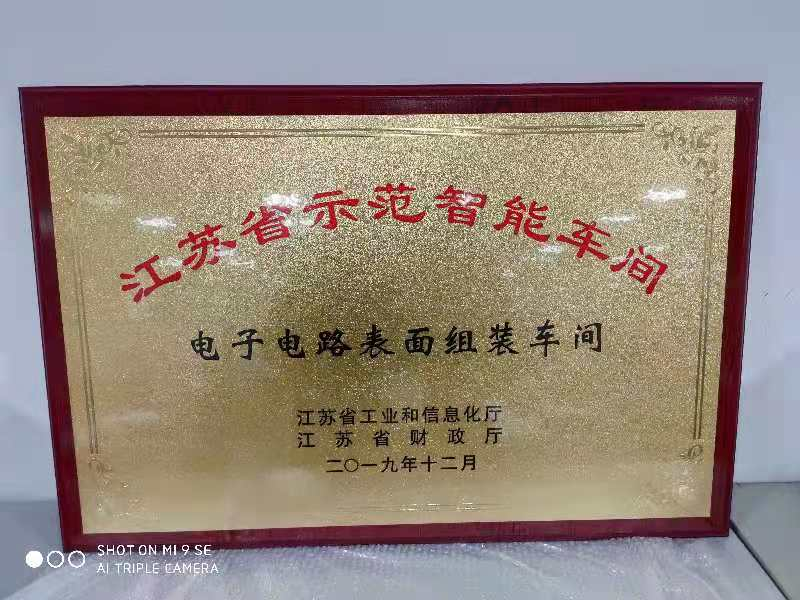 江苏省示范智能车间
电子电路表面组装车间
江苏省工业和信息化厅
江苏省财政厅
二〇一九年十二月
SHOT ON MI 9 SE
AI TRIPLE CAMERA